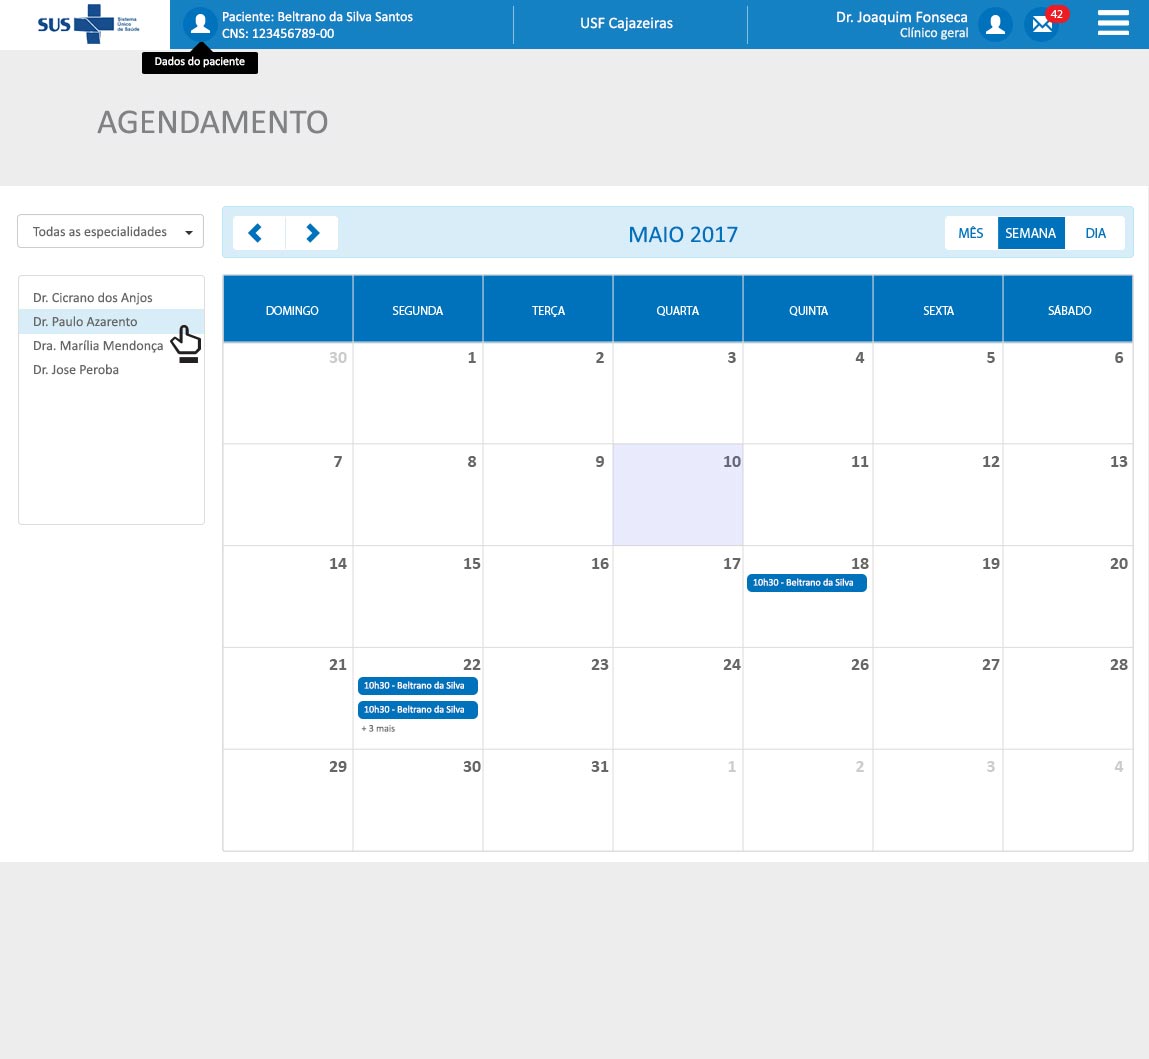 SUS
Sistema
Único
de Saúde
Paciente: Beltrano da Silva Santos
CNS: 123456789-00
USF Cajazeiras
Dr. Joaquim Fonseca
Clínico geral
42
Dados do paciente
AGENDAMENTO
Todas as especialidades
MAIO 2017
MÊS SEMANA DIA
Dr. Cicrano dos Anjos
Dr. Paulo Azarento
Dra. Marília Mendonça
Dr. Jose Peroba
DOMINGO SEGUNDA TERÇA QUARTA QUINTA SEXTA SÁBADO
30 1 2 3 4 5 6
7 8 9 10 11 12 13
14 15 16 17 18 19 20
10h30 - Beltrano da Silva
21 22 23 24 26 27 28
10h30 - Beltrano da Silva
10h30 - Beltrano da Silva
+ 3 mais
29 30 31 1 2 3 4